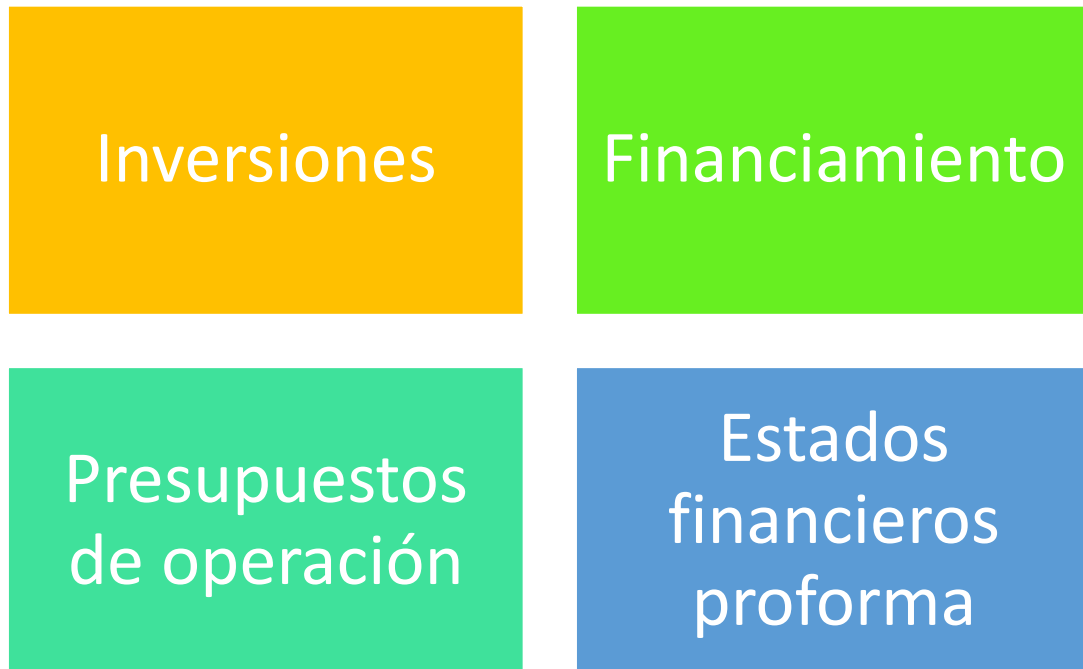 Inversiones
Financiamiento
Presupuestos
de operación
Estados
financieros
proforma